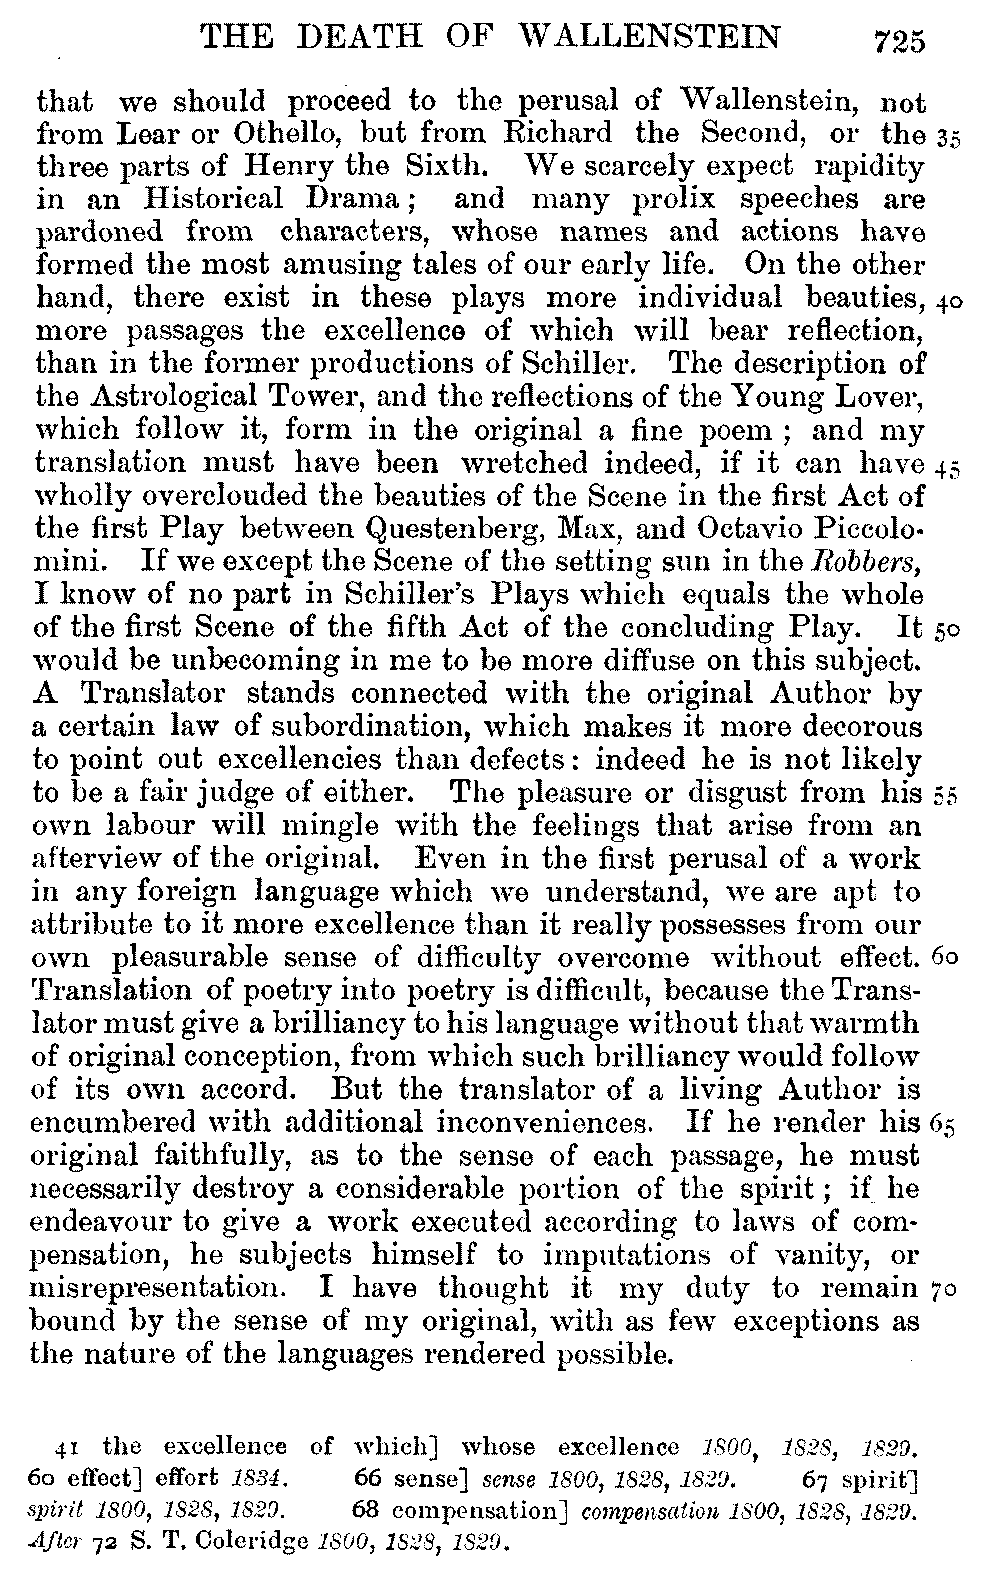 THE DEATH OF WALLENSTEIN 725
that we should proceed to the perusal of Wallenstein, not
from Lear or Othello, but from Richard the Second, or the 35
three parts of Henry the Sixth. We scarcely expect rapidity
in an Historical Drama; and many prolix speeches are
pardoned from characters, whose names and actions have
formed the most amusing tales of our early life. On the other
hand, there exist in these plays more individual beauties, 40
more passages the excellence of which will bear reflection,
than in the former productions of Schiller. The description of
the Astrological Tower, and the reflections of the Young Lover,
which follow it, form in the original a fine poem; and my
translation must have been wretched indeed, if it can have 45
wholly overclouded the beauties of the Scene in the first Act of
the first Play between Questenberg, Max, and Octavio Piccolo-
mini. If we except the Scene of the setting sun in the Robbers,
I know of no part in Schiller's Plays which equals the whole
of the first Scene of the fifth Act of the concluding Play. It 50
would be unbecoming in me to be more diffuse on this subject.
A Translator stands connected with the original Author by
a certain law of subordination, which makes it more decorous
to point out excellencies than defects: indeed he is not likely
to be a fair judge of either. The pleasure or disgust from his 55
own labour will mingle with the feelings that arise from an
afterview of the original. Even in the first perusal of a work
in any foreign language which we understand, we are apt to
attribute to it more excellence than it really possesses from our
own pleasurable sense of difficulty overcome without effect. 60
Translation of poetry into poetry is difficult, because the Trans-
lator must give a brilliancy to his language without that warmth
of original conception, from which such brilliancy would follow
of its own accord. But the translator of a living Author is
encumbered with additional inconveniences. If he render his 65
original faithfully, as to the sense of each passage, he must
necessarily destroy a considerable portion of the spirit; if he
endeavour to give a work executed according to laws of com-
pensation, he subjects himself to imputations of vanity, or
misrepresentation. I have thought it my duty to remain 70
bound by the sense of my original, with as few exceptions as
the nature of the languages rendered possible.
41 the excellence of which] whose excellence 1800, 1828, 1829.
60 effect] effort 1834. 66 sense] sense 1800, 1828, 1829. 67 spirit]
spirit 1800, 1828, 1829. 68 compensation] compensation 1800, 1828, 1829.
After 72 S. T. Coleridge 1800, 1828, 1829.